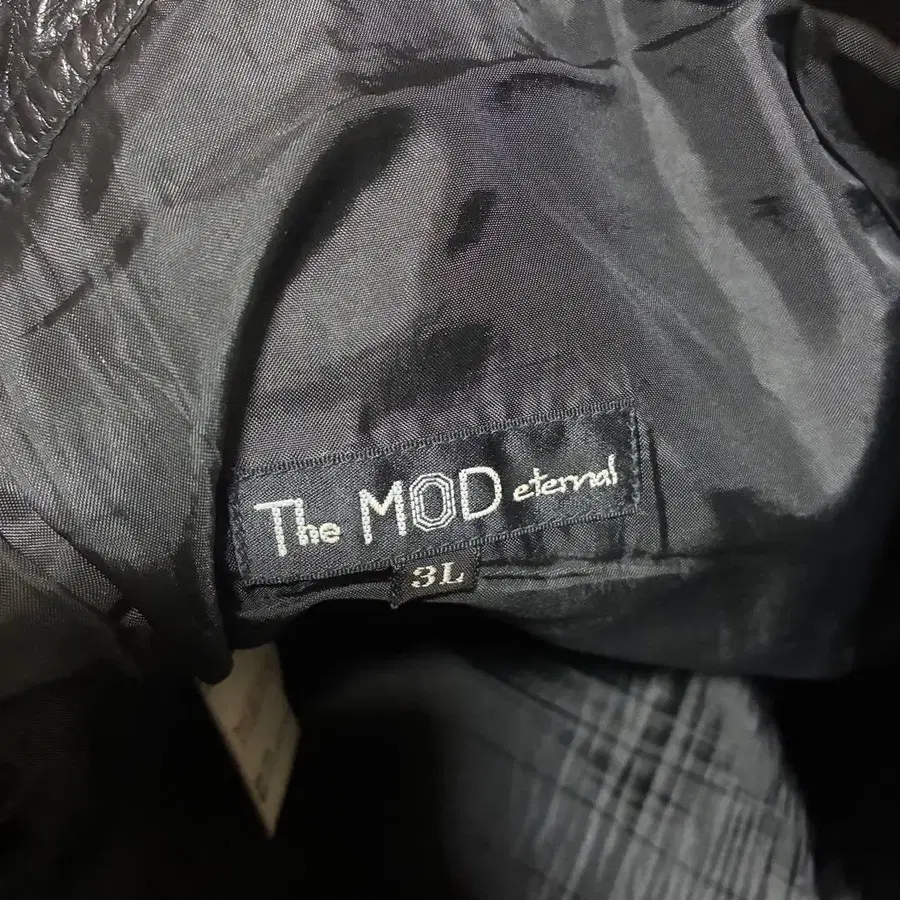 The MOD eternal
3L